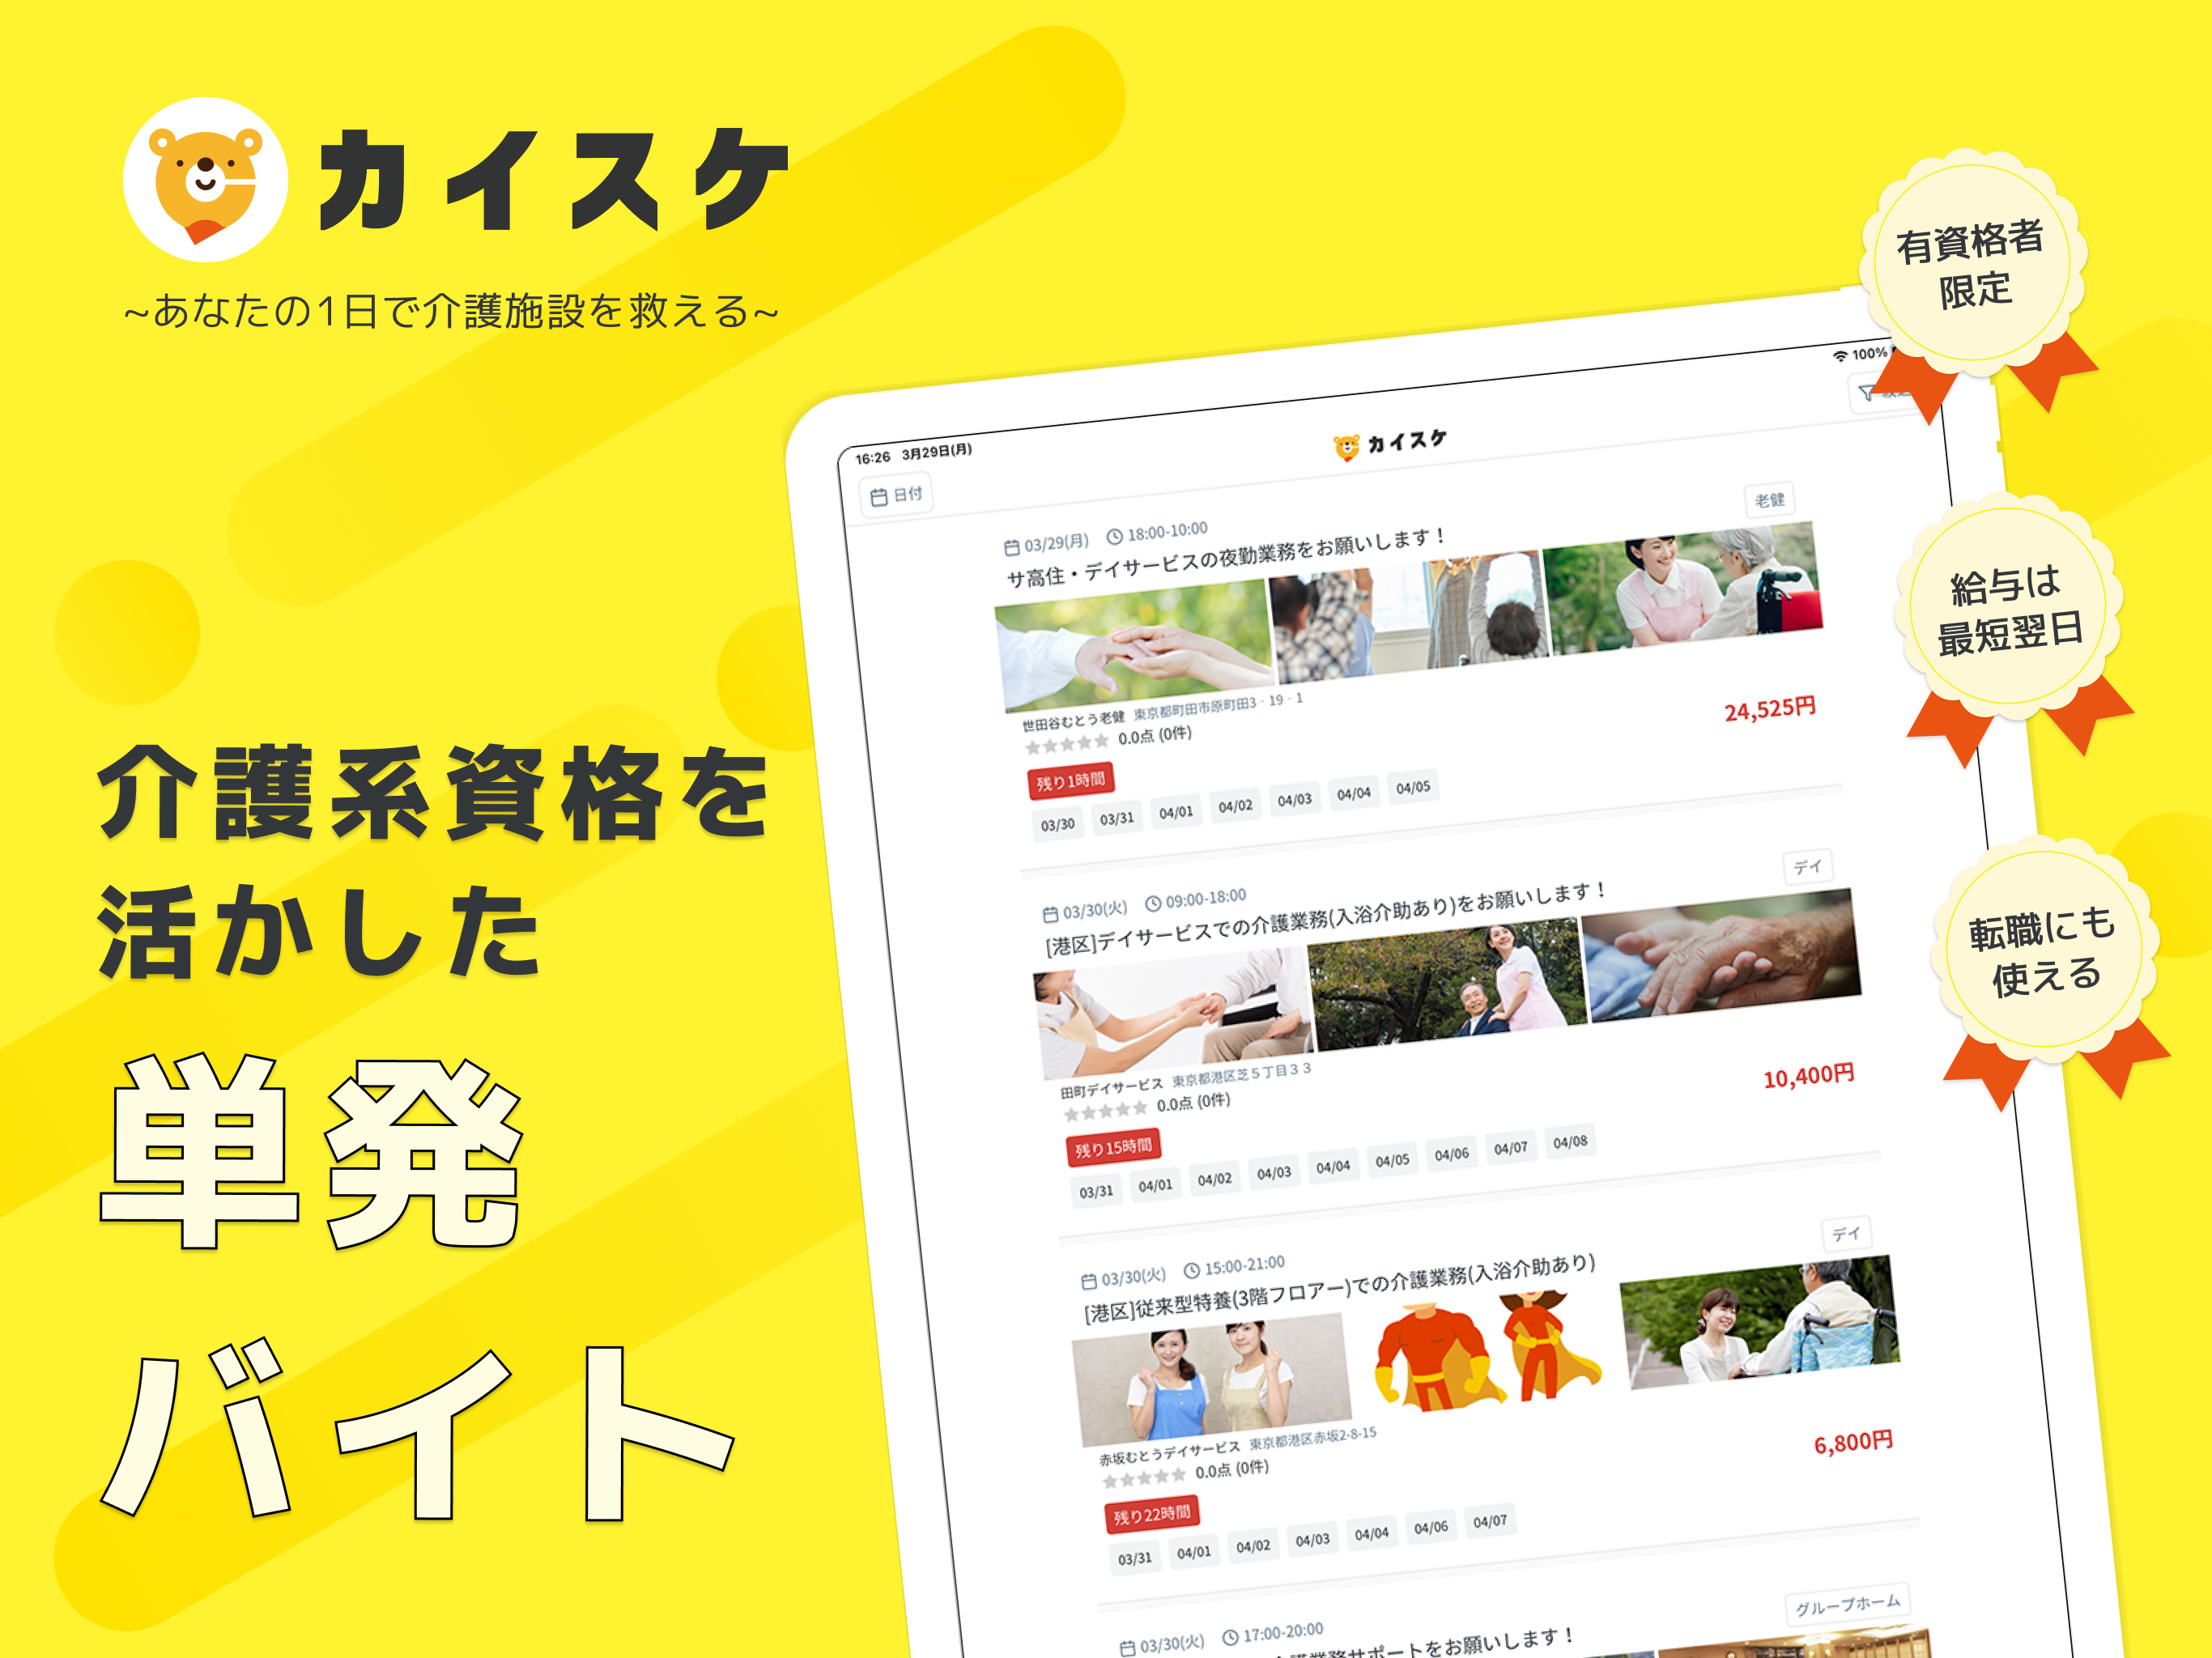 カイスケ
~あなたの1日で介護施設を救える~
介護系資格を
活かした
単発
バイト
有資格者
限定
給与は
最短翌日
転職にも
使える
16:26 3月29日(月)
100%
日付
カイスケ
03/29(月) 18:00-10:00
老健
サ高住・デイサービスの夜勤業務をお願いします！
世田谷むとう老健 東京都町田市原町田3‐19‐1
0.0点 (0件)
24,525円
残り1時間
03/30 03/31 04/01 04/02 04/03 04/04 04/05
03/30(火) 09:00-18:00
デイ
[港区]デイサービスでの介護業務(入浴介助あり)をお願いします！
田町デイサービス 東京都港区芝５丁目３３
0.0点 (0件)
10,400円
残り15時間
03/31 04/01 04/02 04/03 04/04 04/05 04/06 04/07 04/08
03/30(火) 15:00-21:00
デイ
[港区]従来型特養(3階フロアー)での介護業務(入浴介助あり)
赤坂むとうデイサービス 東京都港区赤坂2-8-15
0.0点 (0件)
6,800円
残り22時間
03/31 04/01 04/02 04/03 04/04 04/06 04/07
03/30(火) 17:00-20:00
グループホーム
業務サポートをお願いします！